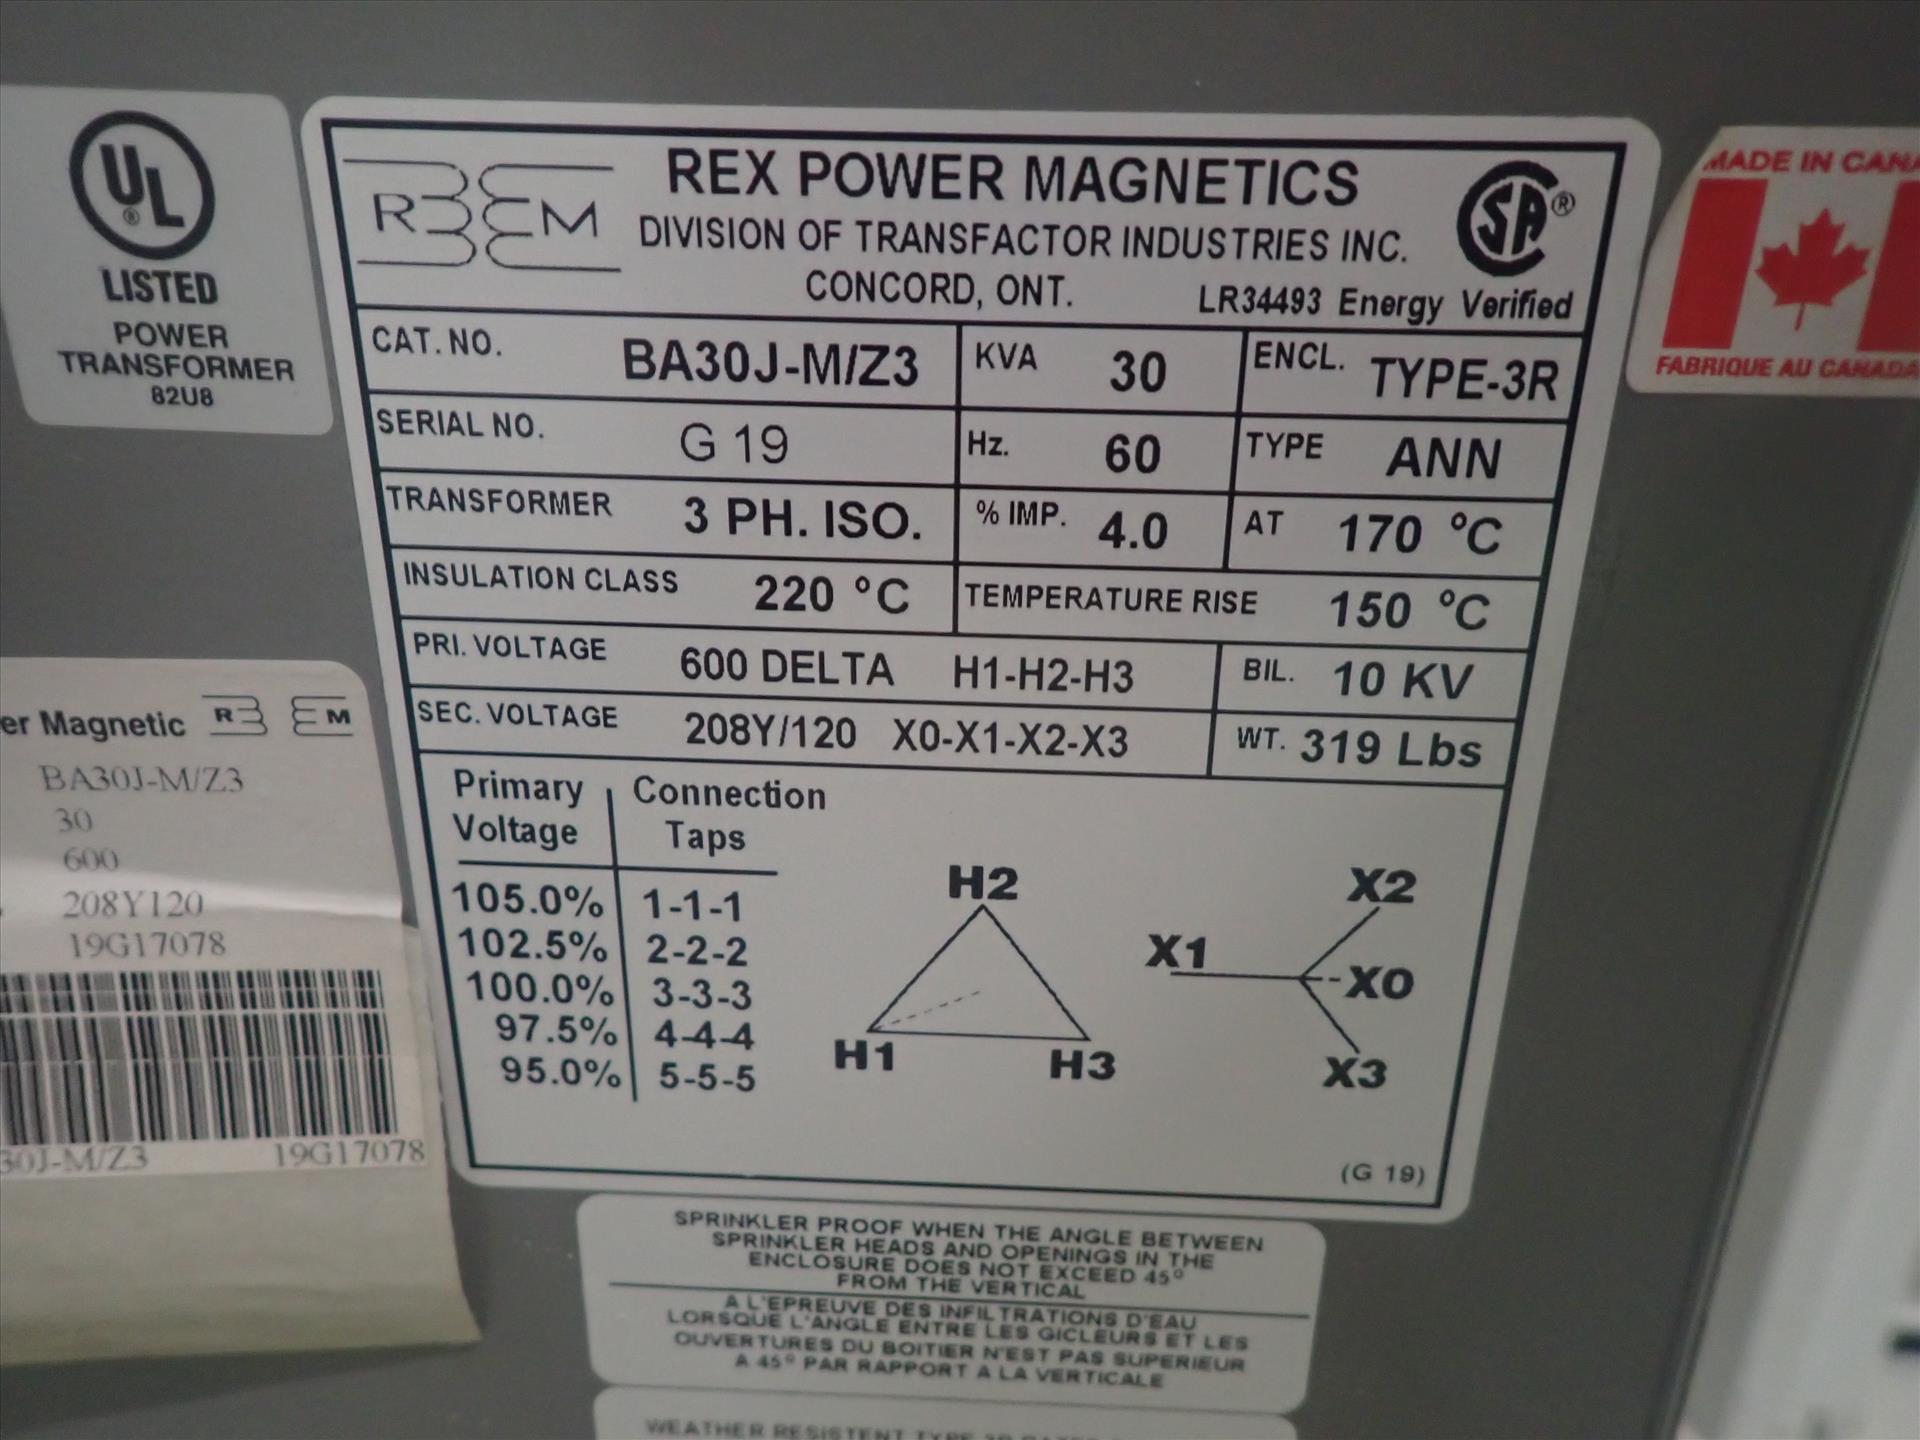 UL
®
LISTED
POWER
TRANSFORMER
82U8
R M
REX POWER MAGNETICS
DIVISION OF TRANSFACTOR INDUSTRIES INC.
CONCORD, ONT.
LR34493 Energy Verified
SA ®
MADE IN
FABRIQUE AU CANADA
CAT. NO. BA30J-M/Z3
KVA 30
ENCL. TYPE-3R
SERIAL NO. G 19
Hz. 60
TYPE ANN
TRANSFORMER 3 PH. ISO.
% IMP. 4.0
AT 170 °C
INSULATION CLASS 220 °C
TEMPERATURE RISE 150 °C
PRI. VOLTAGE 600 DELTA H1-H2-H3
BIL. 10 KV
SEC. VOLTAGE 208Y/120 X0-X1-X2-X3
WT. 319 Lbs
Primary Connection
Voltage Taps
105.0% 1-1-1
102.5% 2-2-2
100.0% 3-3-3
97.5% 4-4-4
95.0% 5-5-5
H2
H1
H3
X2
X1
X0
X3
(G 19)
Magnetic R M
BA30J-M/Z3
30
600
208Y120
19G17078
30J-M/Z3 19G17078
SPRINKLER PROOF WHEN THE ANGLE BETWEEN
SPRINKLER HEADS AND OPENINGS IN THE
ENCLOSURE DOES NOT EXCEED 45°
FROM THE VERTICAL
A L'EPREUVE DES INFILTRATIONS D'EAU
LORSQUE L'ANGLE ENTRE LES GICLEURS ET LES
OUVERTURES DU BOITIER N'EST PAS SUPERIEUR
A 45° PAR RAPPORT A LA VERTICALE
WEATHER RESISTENT TYPE 3R